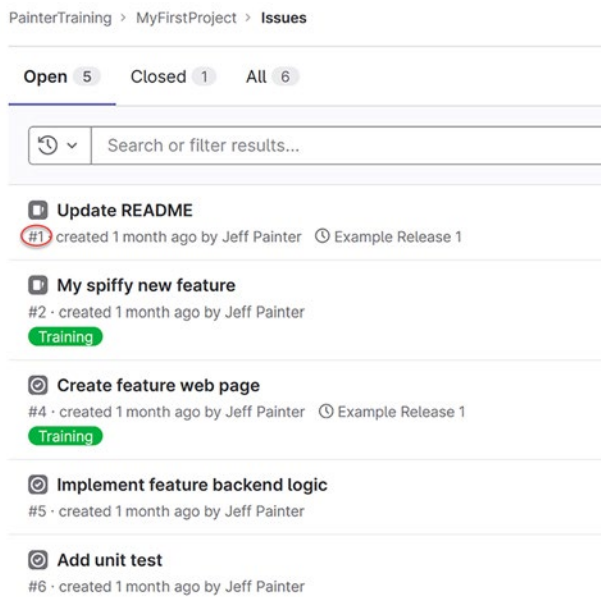 PainterTraining > MyFirstProject > Issues
Open 5 Closed 1 All 6
Search or filter results...
Update README
#1 · created 1 month ago by Jeff Painter Example Release 1
My spiffy new feature
#2 · created 1 month ago by Jeff Painter
Training
Create feature web page
#4 · created 1 month ago by Jeff Painter Example Release 1
Training
Implement feature backend logic
#5 · created 1 month ago by Jeff Painter
Add unit test
#6 · created 1 month ago by Jeff Painter